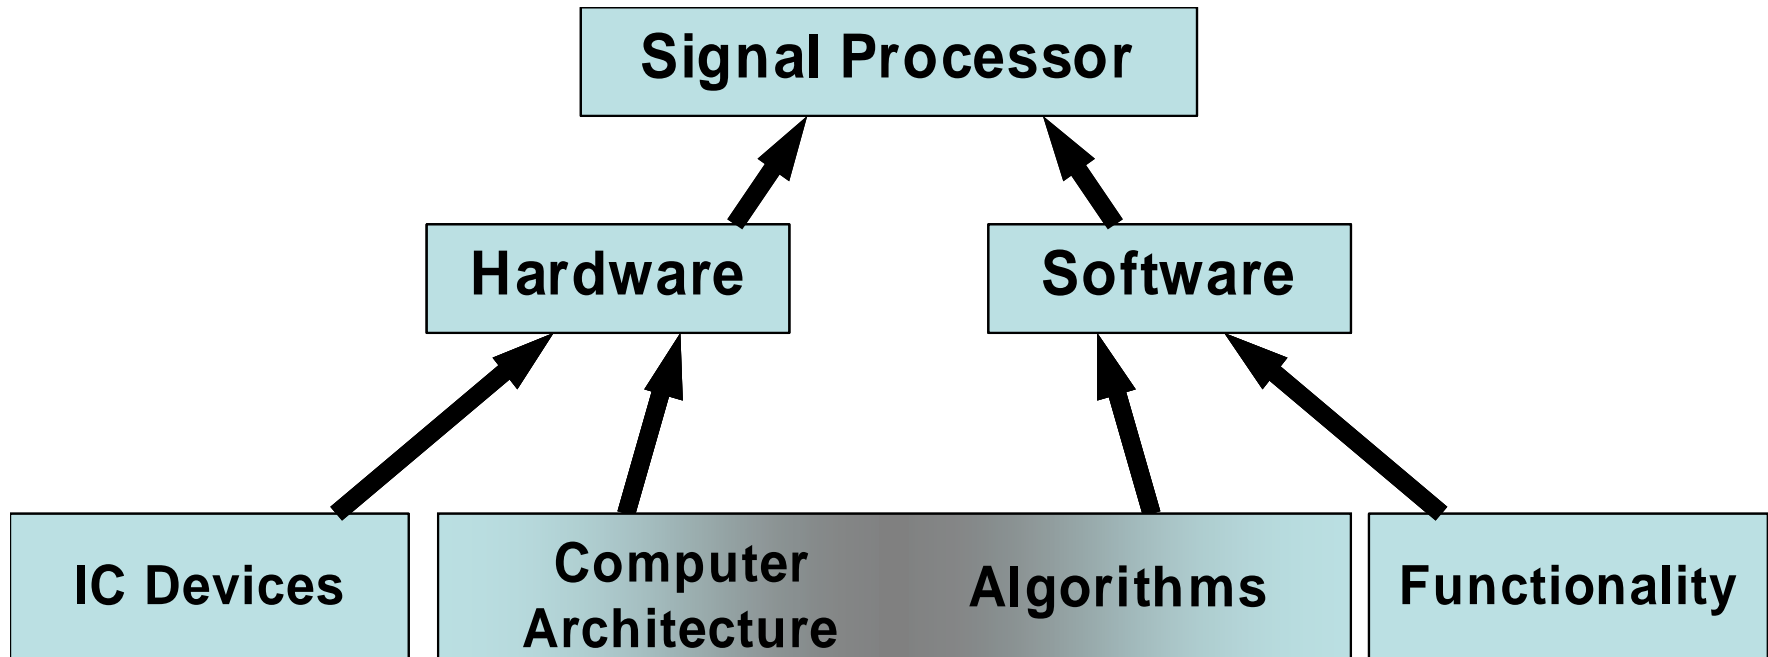 Signal Processor
Hardware
Software
IC Devices
Computer
Architecture
Algorithms
Functionality